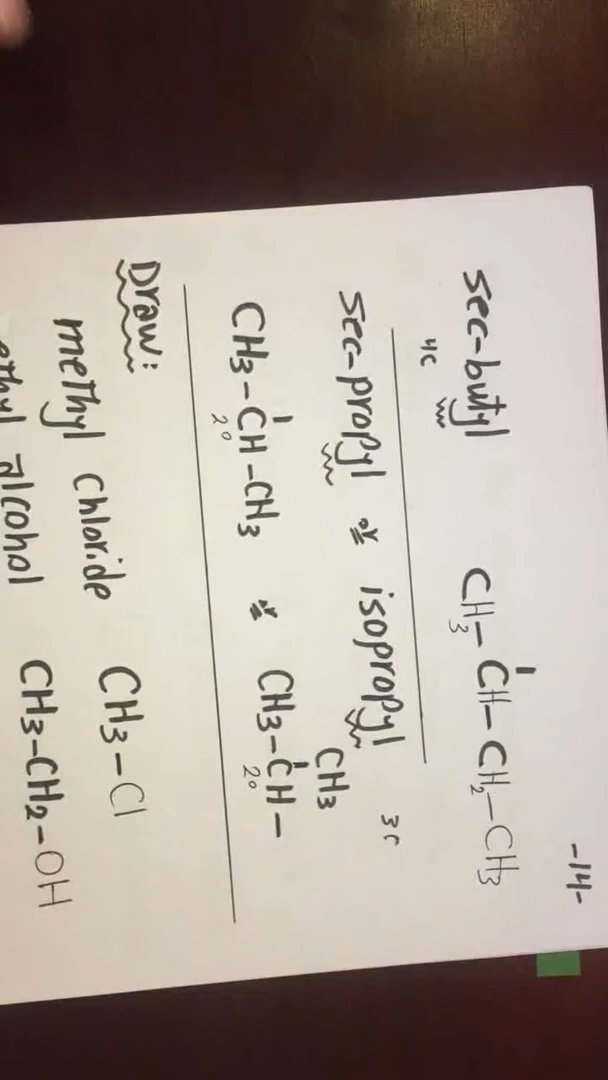 -14-
sec-butyl CH3-CH-CH2-CH3
4C
sec-propyl or isopropyl 3C
CH3
CH3-CH-CH3 or CH3-CH-
2° 2°
Draw:
methyl chloride CH3-Cl
ethyl alcohol CH3-CH2-OH